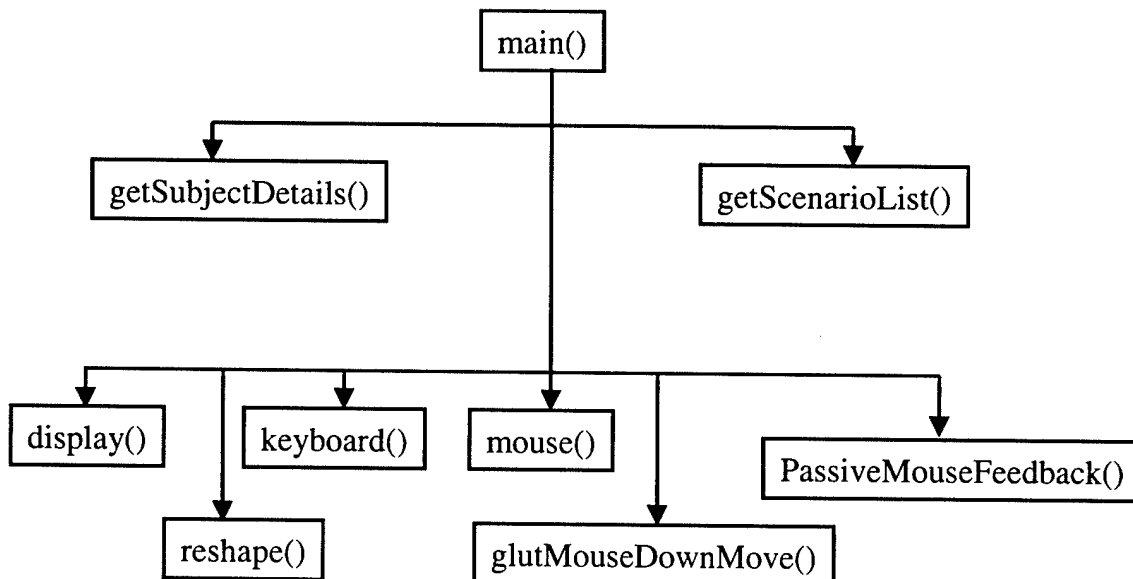 main()
getSubjectDetails()
getScenarioList()
display()
keyboard()
mouse()
PassiveMouseFeedback()
reshape()
glutMouseDownMove()